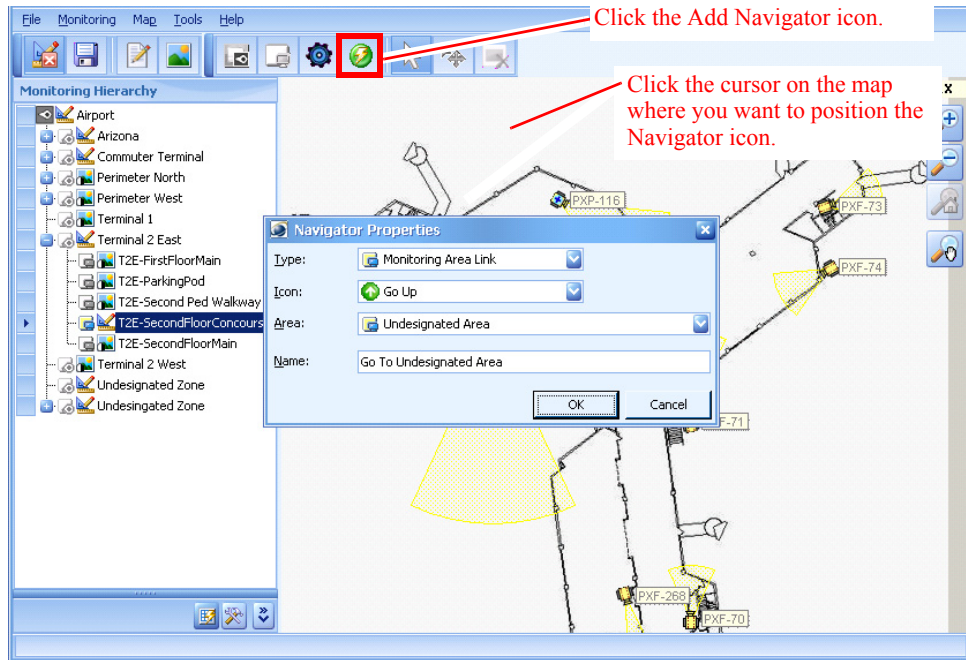 Click the Add Navigator icon.
File Monitoring Map Tools Help
Click the cursor on the map
where you want to position the
Navigator icon.
Monitoring Hierarchy
x
Airport
Arizona
Commuter Terminal
Perimeter North
Perimeter West
Terminal 1
Terminal 2 East
T2E-FirstFloorMain
T2E-ParkingPod
T2E-Second Ped Walkway
T2E-SecondFloorConcours
T2E-SecondFloorMain
Terminal 2 West
Undesignated Zone
Undesingated Zone
PXP-116
PXF-73
PXF-74
Navigator Properties
Type: Monitoring Area Link
Icon: Go Up
Area: Undesignated Area
Name: Go To Undesignated Area
OK Cancel
F-71
PXF-268
PXF-70